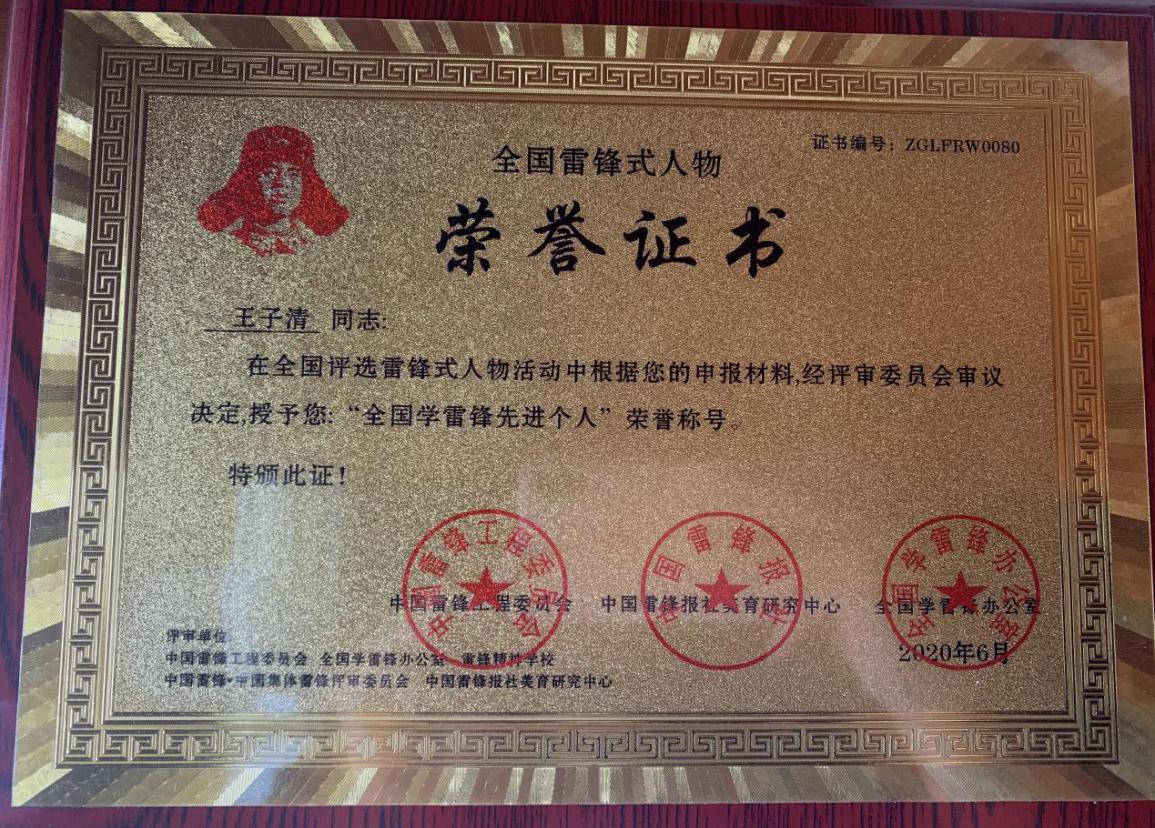 证书编号：ZGLFRW0080
全国雷锋式人物
荣誉证书
王子清 同志:
在全国评选雷锋式人物活动中根据您的申报材料,经评审委员会审议
决定,授予您:“全国学雷锋先进个人”荣誉称号。
特颁此证!
中国雷锋工程委员会
中国雷锋报社
全国学雷锋办公室
中国雷锋工程委员会 中国雷锋报社美育研究中心 全国学雷锋办公室
2020年6月
评审单位
中国雷锋工程委员会 全国学雷锋办公室 雷锋精神学校
中国雷锋·中国集体雷锋评审委员会 中国雷锋报社美育研究中心